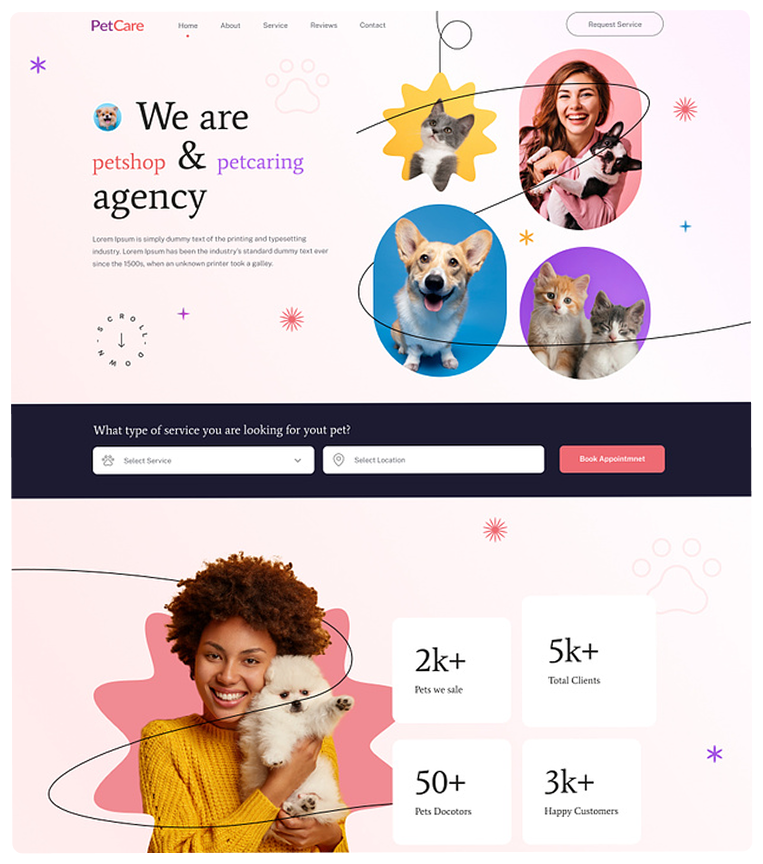 PetCare
Home About Service Reviews Contact
Request Service
We are
petshop & petcaring
agency
Lorem Ipsum is simply dummy text of the printing and typesetting
industry. Lorem Ipsum has been the industry's standard dummy text ever
since the 1500s, when an unknown printer took a galley.
SCROLL DOWN
What type of service you are looking for yout pet?
Select Service
Select Location
Book Appointmnet
2k+
Pets we sale
5k+
Total Clients
50+
Pets Docotors
3k+
Happy Customers